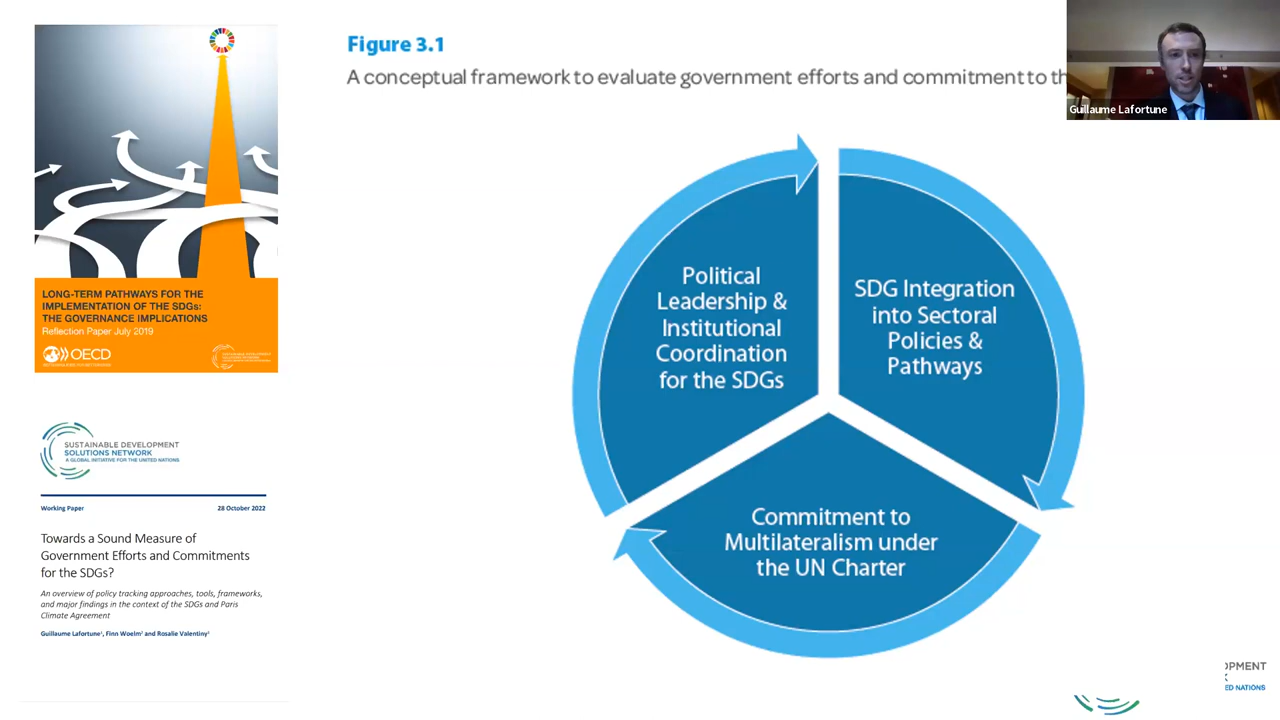 Figure 3.1
A conceptual framework to evaluate government efforts and commitment to th
Guillaume Lafortune
LONG-TERM PATHWAYS FOR THE
IMPLEMENTATION OF THE SDGs:
THE GOVERNANCE IMPLICATIONS
Reflection Paper July 2019
OECD
SUSTAINABLE DEVELOPMENT
SOLUTIONS NETWORK
A GLOBAL INITIATIVE FOR THE UNITED NATIONS
Working Paper 28 October 2022
Towards a Sound Measure of
Government Efforts and Commitments
for the SDGs?
An overview of policy tracking approaches, tools, frameworks,
and major findings in the context of the SDGs and Paris
Climate Agreement
Guillaume Lafortune¹, Finn Woelm² and Rosalie Valentiny¹
Political
Leadership &
Institutional
Coordination
for the SDGs
SDG Integration
into Sectoral
Policies &
Pathways
Commitment to
Multilateralism under
the UN Charter
OPMENT
K
ED NATIONS